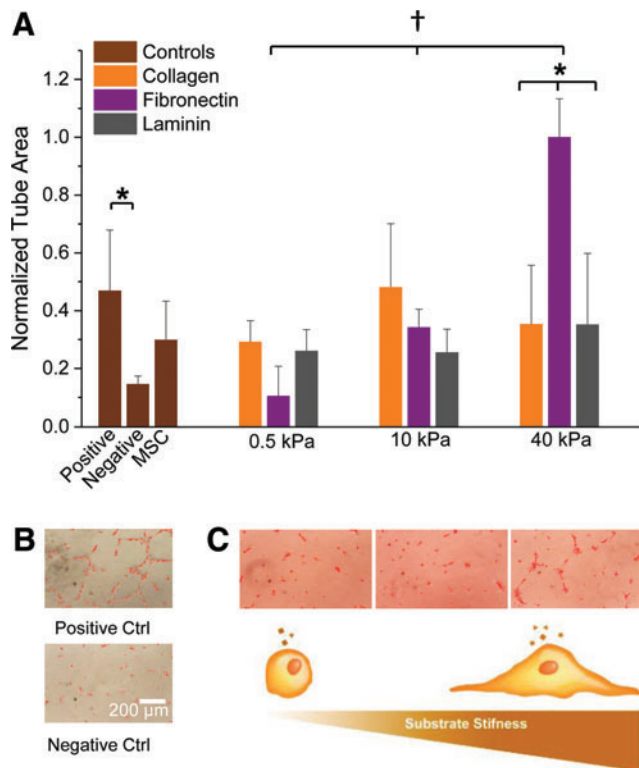 A
†
Controls
Collagen
Fibronectin
Laminin
*
*
Normalized Tube Area
1.2
1.0
0.8
0.6
0.4
0.2
0.0
Positive
Negative
MSC
0.5 kPa
10 kPa
40 kPa
B
C
Positive Ctrl
200 µm
Negative Ctrl
Substrate Stifness